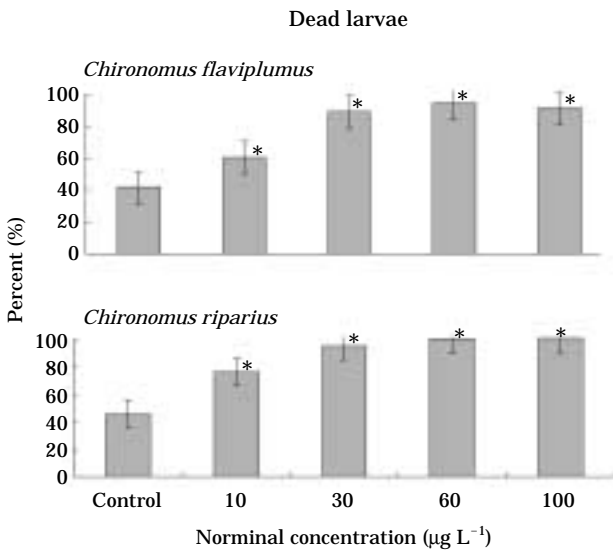 Dead larvae
Chironomus flaviplumus
100
80
60
40
20
0
* * * *
Percent (%)
Chironomus riparius
100
80
60
40
20
0
* * * *
Control 10 30 60 100
Norminal concentration (μg L⁻¹)